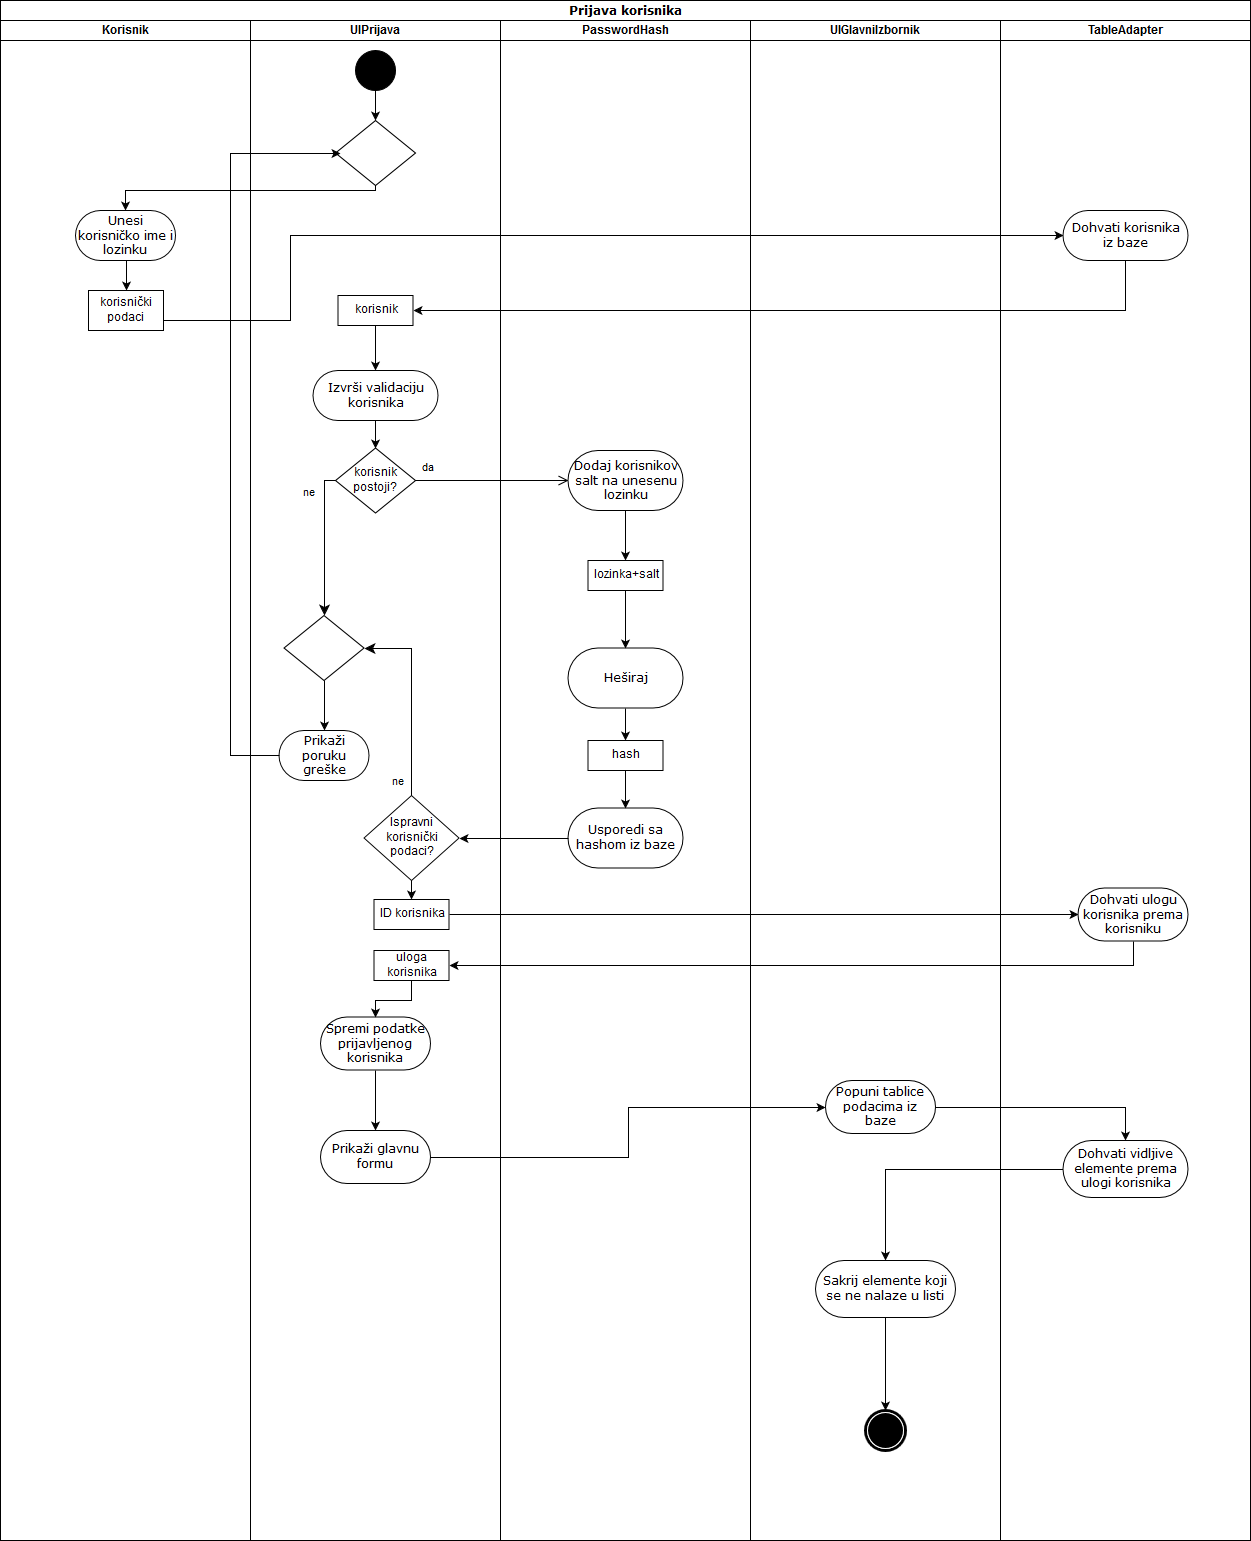 Prijava korisnika
Korisnik
UIPrijava
PasswordHash
UIGlavniIzbornik
TableAdapter
Unesi
korisničko ime i
lozinku
Dohvati korisnika
iz baze
korisnički
podaci
korisnik
Izvrši validaciju
korisnika
korisnik
postoji?
da
ne
Dodaj korisnikov
salt na unesenu
lozinku
lozinka+salt
Heširaj
Prikaži
poruku
greške
hash
ne
Ispravni
korisnički
podaci?
Usporedi sa
hashom iz baze
ID korisnika
Dohvati ulogu
korisnika prema
korisniku
uloga
korisnika
Spremi podatke
prijavljenog
korisnika
Popuni tablice
podacima iz
baze
Prikaži glavnu
formu
Dohvati vidljive
elemente prema
ulogi korisnika
Sakrij elemente koji
se ne nalaze u listi